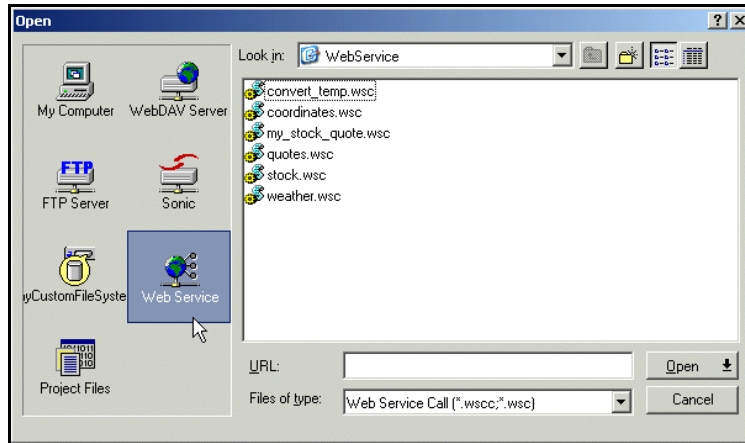 Open
My Computer
WebDAV Server
FTP
FTP Server
Sonic
yCustomFileSyste
Web Service
Project Files
Look in:
WebService
convert_temp.wsc
coordinates.wsc
my_stock_quote.wsc
quotes.wsc
stock.wsc
weather.wsc
URL:
Open
Files of type:
Web Service Call (*.wscc;*.wsc)
Cancel